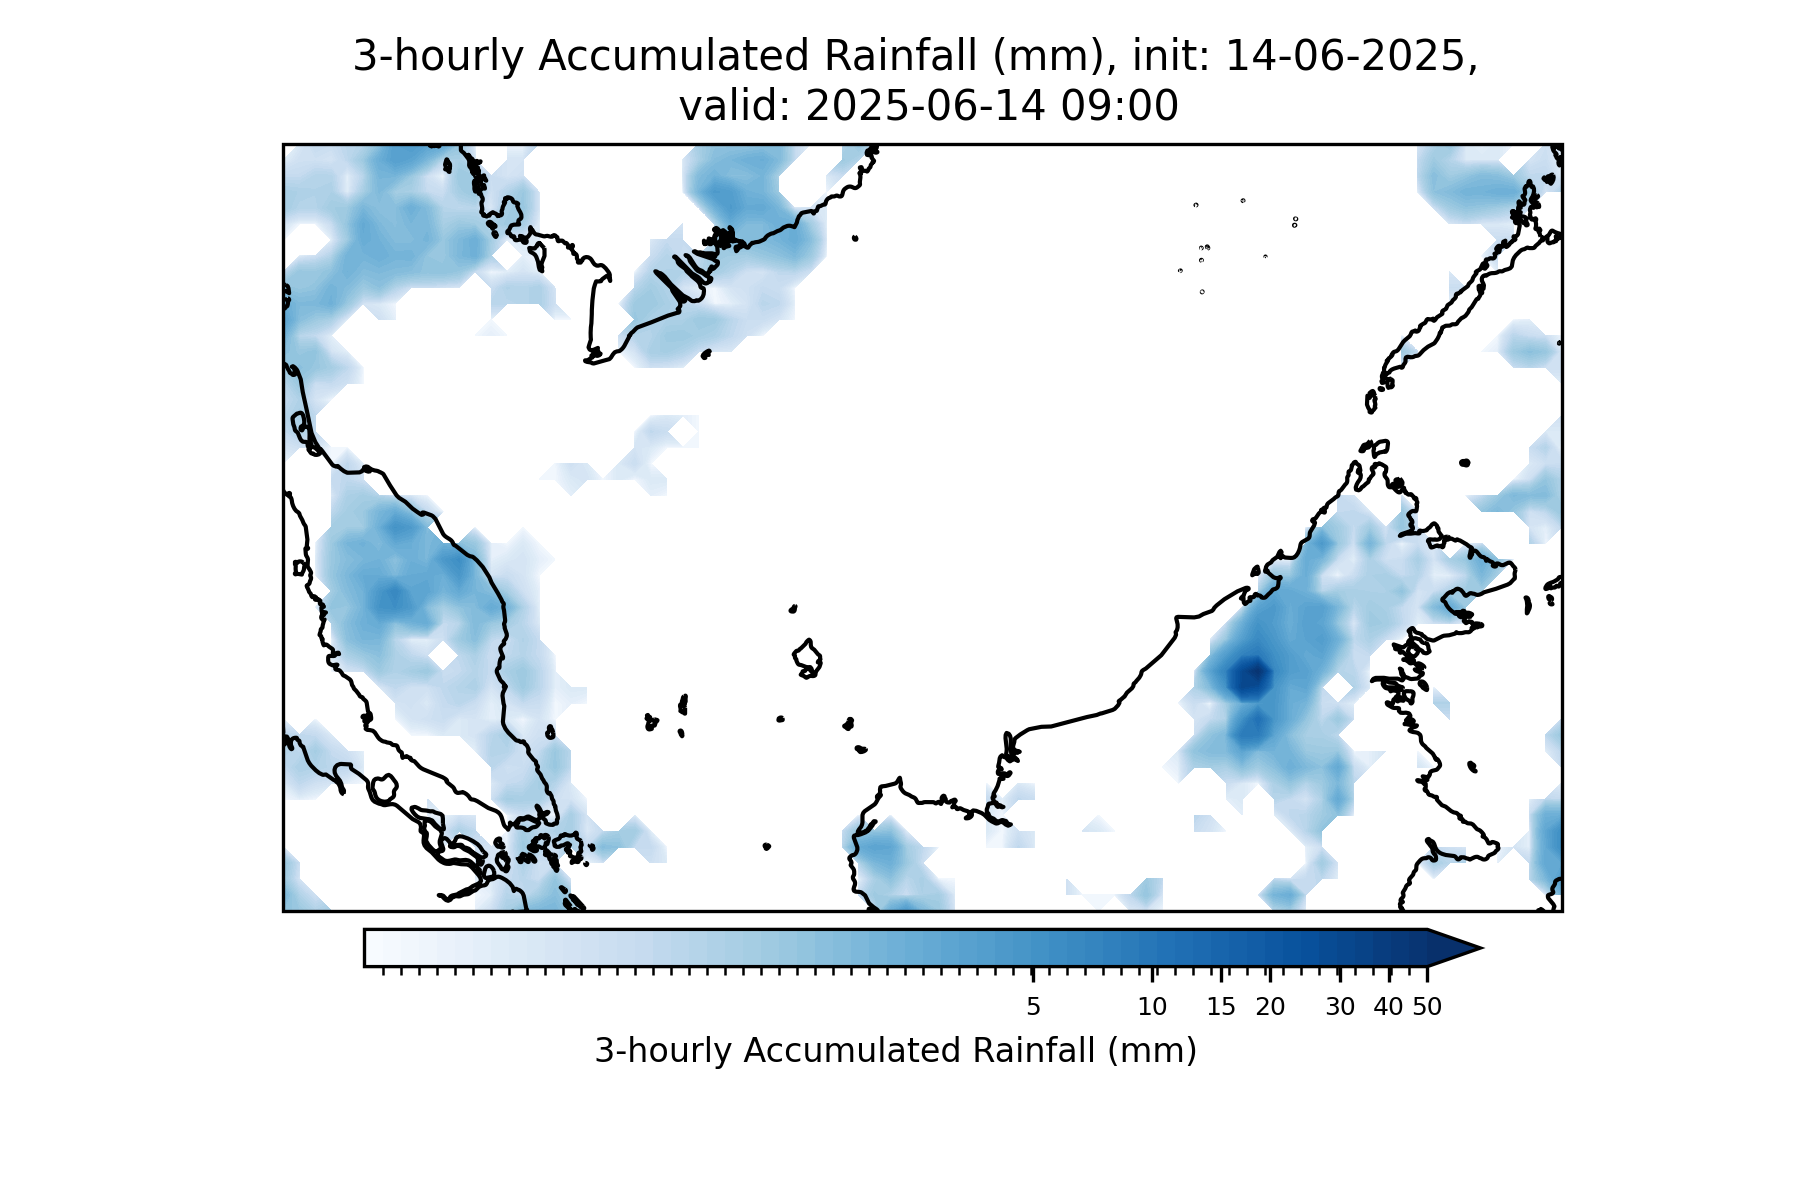 3-hourly Accumulated Rainfall (mm), init: 14-06-2025,
valid: 2025-06-14 09:00
5 10 15 20 30 40 50
3-hourly Accumulated Rainfall (mm)